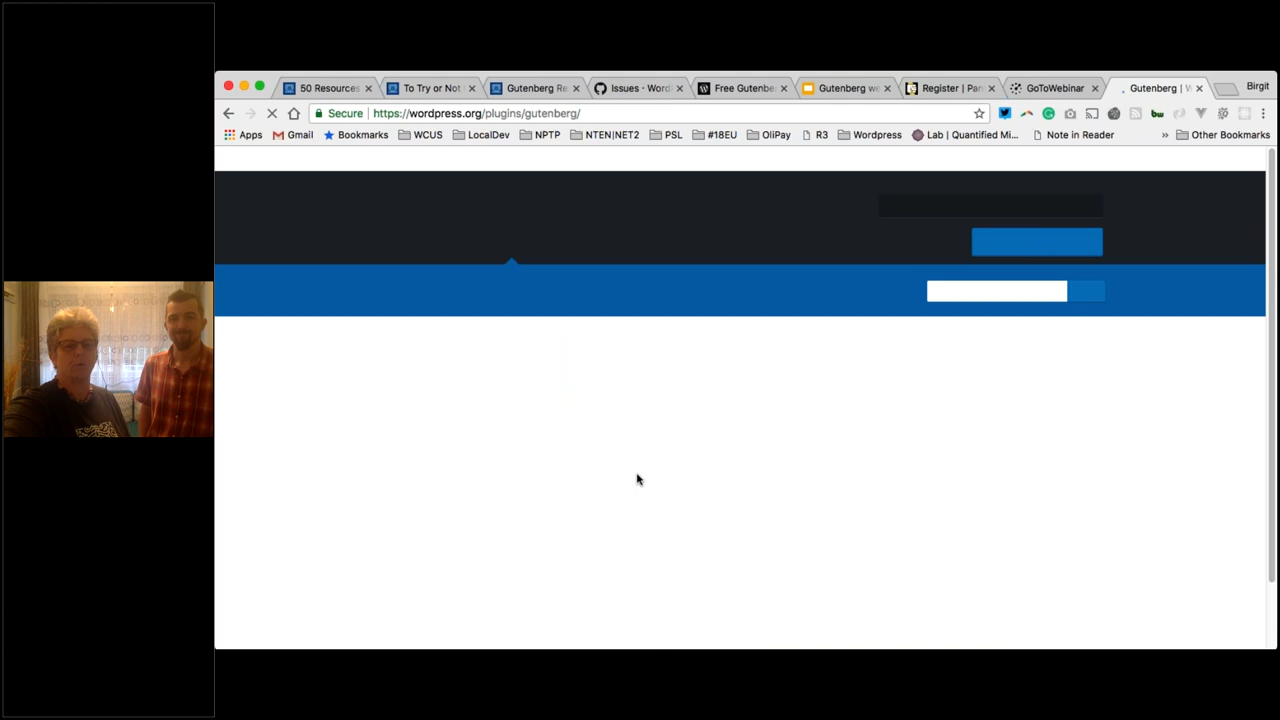 50 Resources
To Try or Not
Gutenberg Re
Issues · Word
Free Gutenbe
Gutenberg we
Register | Par
GoToWebinar
Gutenberg | W
Birgit
Secure https://wordpress.org/plugins/gutenberg/
Apps Gmail Bookmarks WCUS LocalDev NPTP NTEN|NET2 PSL #18EU OliPay R3 Wordpress Lab | Quantified Mi... Note in Reader » Other Bookmarks